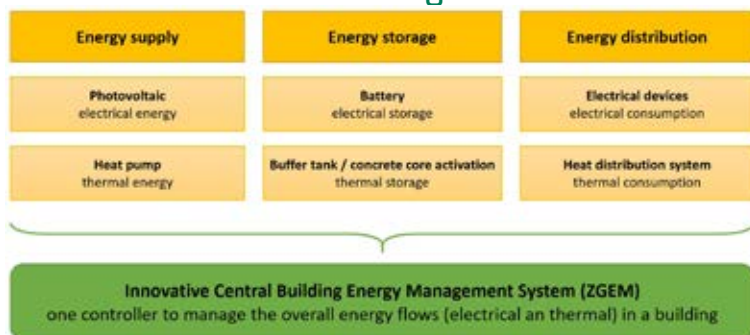 Energy supply
Energy storage
Energy distribution
Photovoltaic
electrical energy
Battery
electrical storage
Electrical devices
electrical consumption
Heat pump
thermal energy
Buffer tank / concrete core activation
thermal storage
Heat distribution system
thermal consumption
Innovative Central Building Energy Management System (ZGEM)
one controller to manage the overall energy flows (electrical an thermal) in a building